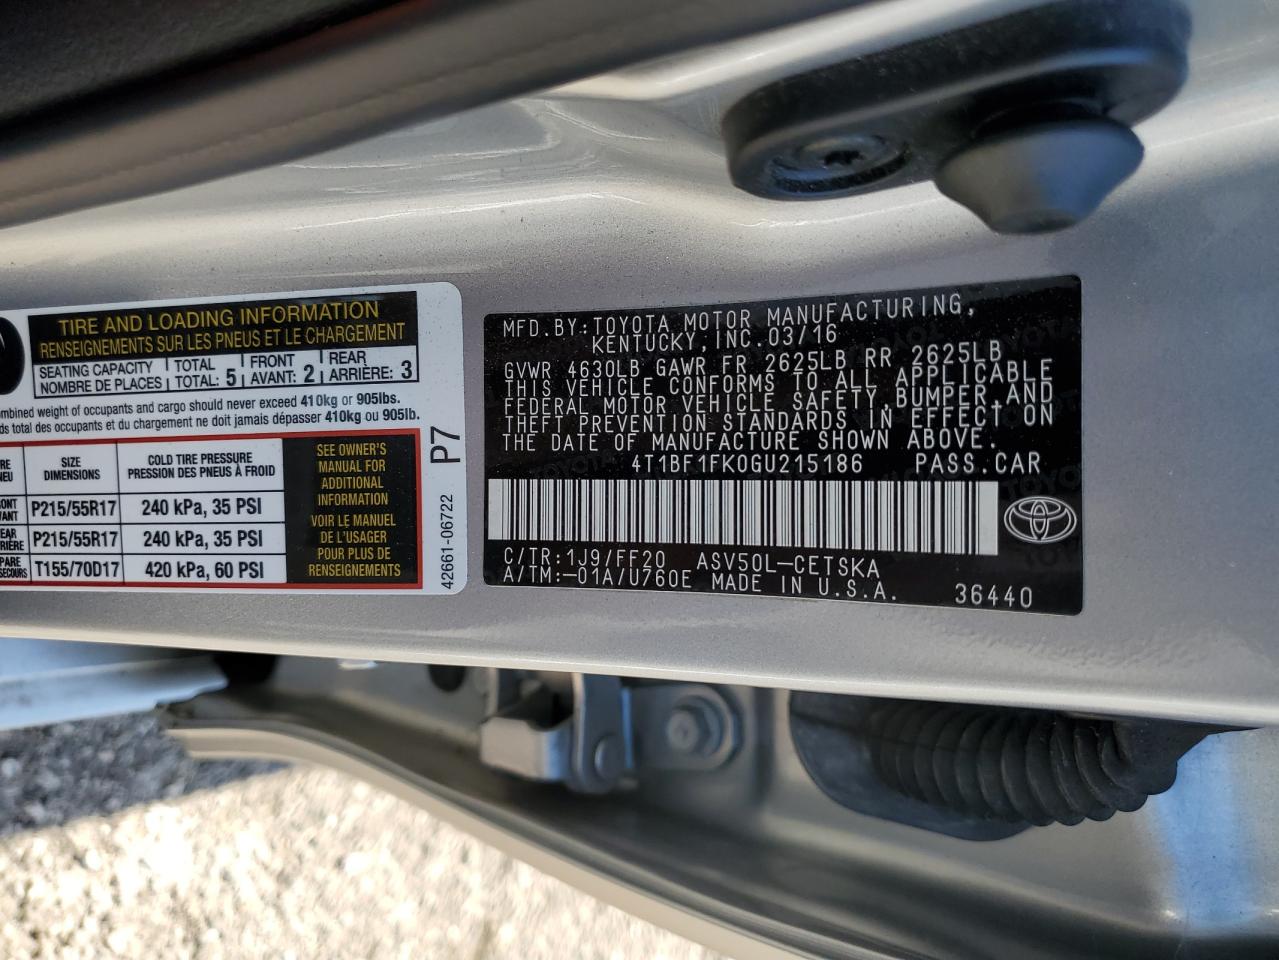 TIRE AND LOADING INFORMATION
RENSEIGNEMENTS SUR LES PNEUS ET LE CHARGEMENT
SEATING CAPACITY TOTAL FRONT REAR
NOMBRE DE PLACES TOTAL: 5 AVANT: 2 ARRIÈRE: 3
mbined weight of occupants and cargo should never exceed 410kg or 905lbs.
ds total des occupants et du chargement ne doit jamais dépasser 410kg ou 905lb.
SIZE COLD TIRE PRESSURE
DIMENSIONS PRESSION DES PNEUS À FROID
P215/55R17 240 kPa, 35 PSI
P215/55R17 240 kPa, 35 PSI
T155/70D17 420 kPa, 60 PSI
SEE OWNER'S
MANUAL FOR
ADDITIONAL
INFORMATION
VOIR LE MANUEL
DE L'USAGER
POUR PLUS DE
RENSEIGNEMENTS
P7
42661-06722
MFD.BY:TOYOTA MOTOR MANUFACTURING,
KENTUCKY,INC.03/16
GVWR 4630LB GAWR FR 2625LB RR 2625LB
THIS VEHICLE CONFORMS TO ALL APPLICABLE
FEDERAL MOTOR VEHICLE SAFETY,BUMPER,AND
THEFT PREVENTION STANDARDS IN EFFECT ON
THE DATE OF MANUFACTURE SHOWN ABOVE.
4T1BF1FK0GU215186 PASS.CAR
C/TR:1J9/FF20 ASV50L-CETSKA
A/TM:-01A/U760E MADE IN U.S.A. 36440